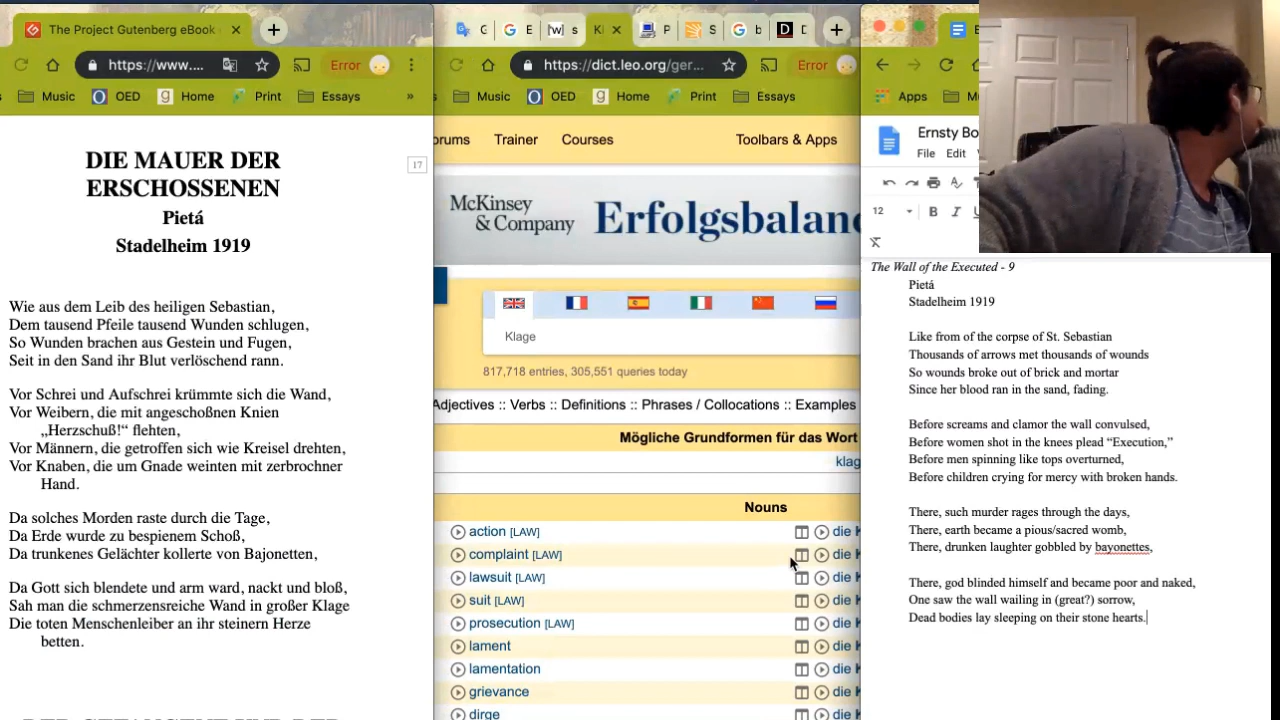 The Project Gutenberg eBook
https://www....
Error
Music
OED
Home
Print
Essays
»
17
DIE MAUER DER
ERSCHOSSENEN
Pietá
Stadelheim 1919
Wie aus dem Leib des heiligen Sebastian,
Dem tausend Pfeile tausend Wunden schlugen,
So Wunden brachen aus Gestein und Fugen,
Seit in den Sand ihr Blut verlöschend rann.
Vor Schrei und Aufschrei krümmte sich die Wand,
Vor Weibern, die mit angeschoßnen Knien
„Herzschuß!“ flehten,
Vor Männern, die getroffen sich wie Kreisel drehten,
Vor Knaben, die um Gnade weinten mit zerbrochner
Hand.
Da solches Morden raste durch die Tage,
Da Erde wurde zu bespienem Schoß,
Da trunkenes Gelächter kollerte von Bajonetten,
Da Gott sich blendete und arm ward, nackt und bloß,
Sah man die schmerzensreiche Wand in großer Klage
Die toten Menschenleiber an ihr steinern Herze
betten.
https://dict.leo.org/ger...
Error
Music
OED
Home
Print
Essays
orums
Trainer
Courses
Toolbars & Apps
McKinsey
& Company
Erfolgsbalan
Klage
817,718 entries, 305,551 queries today
Adjectives :: Verbs :: Definitions :: Phrases / Collocations :: Examples
Mögliche Grundformen für das Wort
klag
Nouns
action [LAW]
die K
complaint [LAW]
die K
lawsuit [LAW]
die K
suit [LAW]
die K
prosecution [LAW]
die K
lament
die K
lamentation
die K
grievance
die K
dirge
die K
Apps
Ernsty Bo
File Edit
12
B I U
The Wall of the Executed - 9
Pietá
Stadelheim 1919
Like from of the corpse of St. Sebastian
Thousands of arrows met thousands of wounds
So wounds broke out of brick and mortar
Since her blood ran in the sand, fading.
Before screams and clamor the wall convulsed,
Before women shot in the knees plead “Execution,”
Before men spinning like tops overturned,
Before children crying for mercy with broken hands.
There, such murder rages through the days,
There, earth became a pious/sacred womb,
There, drunken laughter gobbled by bayonettes,
There, god blinded himself and became poor and naked,
One saw the wall wailing in (great?) sorrow,
Dead bodies lay sleeping on their stone hearts.